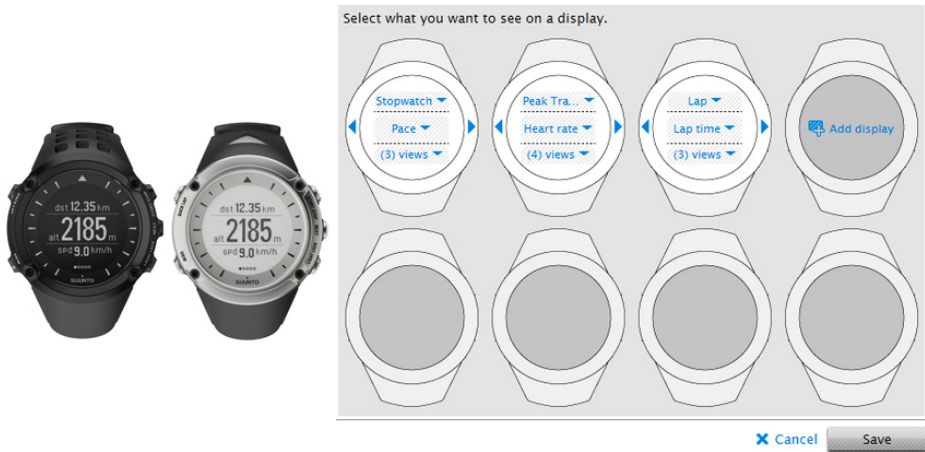 Select what you want to see on a display.
Stopwatch
Pace
(3) views
Peak Tra...
Heart rate
(4) views
Lap
Lap time
(3) views
Add display
dst 12.35 km
alt 2185 m
spd 9.0 km/h
SUUNTO
dst 12.35 km
alt 2185 m
spd 9.0 km/h
SUUNTO
BACK LAP
Cancel
Save